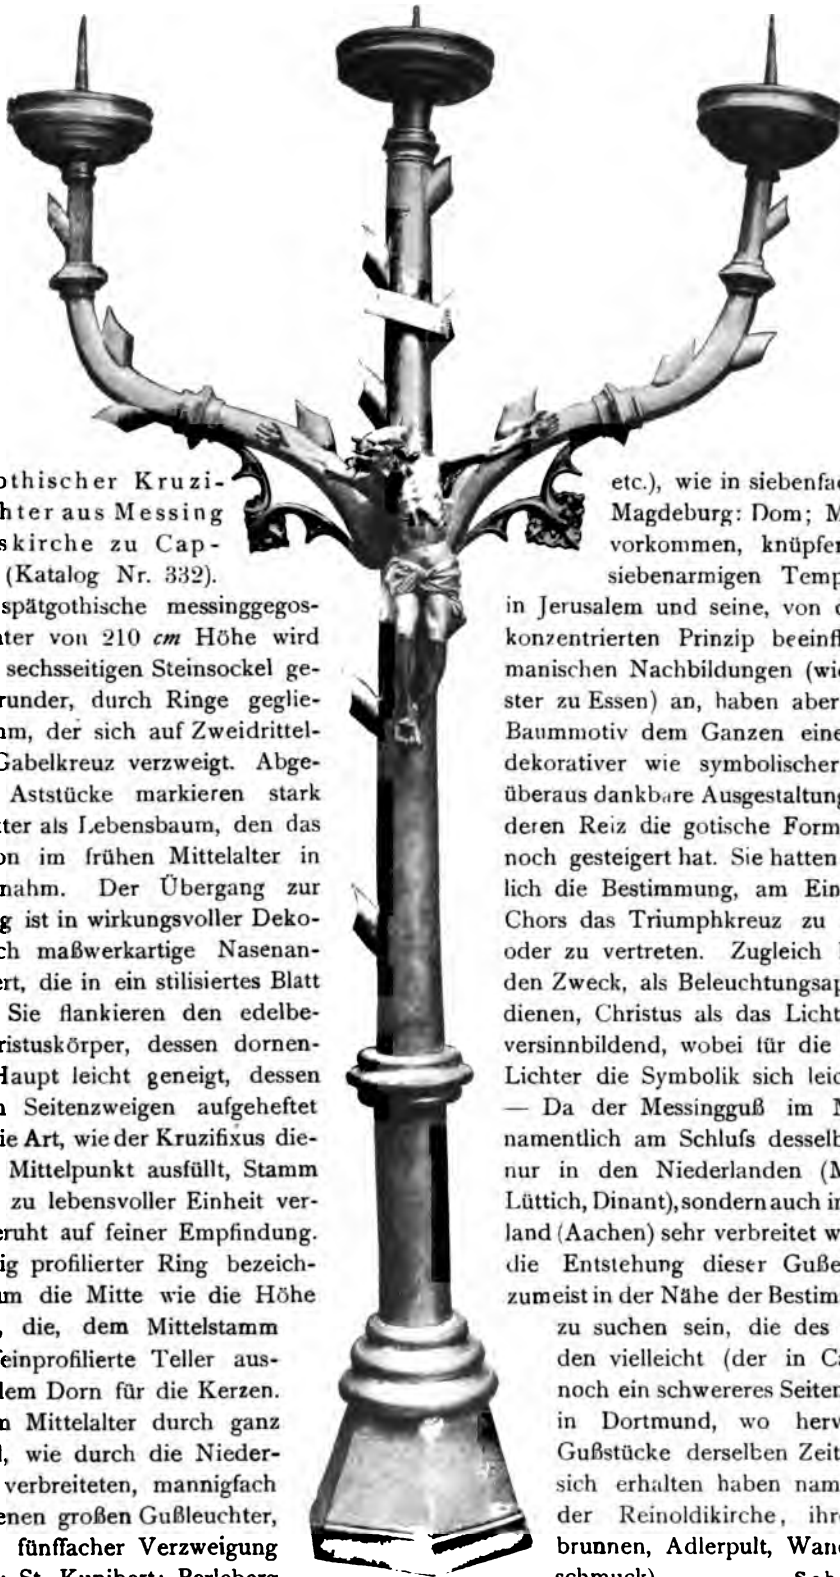 othischer Kruzi-
hter aus Messing
skirche zu Cap-
(Katalog Nr. 332).
spätgothische messinggegos-
hter von 210 cm Höhe wird
sechsseitigen Steinsockel ge-
runder, durch Ringe geglie-
m, der sich auf Zweidrittel-
Gabelkreuz verzweigt. Abge-
Aststücke markieren stark
ter als Lebensbaum, den das
on im frühen Mittelalter in
nahm. Der Übergang zur
g ist in wirkungsvoller Deko-
ch maßwerkartige Nasenan-
ert, die in ein stilisiertes Blatt
Sie flankieren den edelbe-
ristuskörper, dessen dornen-
Haupt leicht geneigt, dessen
n Seitenzweigen aufgeheftet
ie Art, wie der Kruzifixus die-
Mittelpunkt ausfüllt, Stamm
zu lebensvoller Einheit ver-
eruht auf feiner Empfindung.
ig profilierter Ring bezeich-
um die Mitte wie die Höhe
, die, dem Mittelstamm
feinprofilierte Teller aus-
dem Dorn für die Kerzen.
n Mittelalter durch ganz
l, wie durch die Nieder-
verbreiteten, mannigfach
enen großen Gußleuchter,
fünffacher Verzweigung
: St. Kunibert; Perleberg
etc.), wie in siebenfac
Magdeburg: Dom; M
vorkommen, knüpfen
siebenarmigen Temp
in Jerusalem und seine, von d
konzentrierten Prinzip beeinfl
manischen Nachbildungen (wie
ster zu Essen) an, haben aber
Baummotiv dem Ganzen eine
dekorativer wie symbolischer
überaus dankbare Ausgestaltung
deren Reiz die gotische Form
noch gesteigert hat. Sie hatten
lich die Bestimmung, am Ein
Chors das Triumphkreuz zu
oder zu vertreten. Zugleich
den Zweck, als Beleuchtungsap
dienen, Christus als das Licht
versinnbildend, wobei für die
Lichter die Symbolik sich leic
— Da der Messingguß im M
namentlich am Schluſs desselb
nur in den Niederlanden (M
Lüttich, Dinant), sondern auch in
land (Aachen) sehr verbreitet w
die Entstehung dieser Guße
zumeist in der Nähe der Bestim
zu suchen sein, die des
den vielleicht (der in Ca
noch ein schwereres Seiten
in Dortmund, wo herv
Gußstücke derselben Zeit
sich erhalten haben nam
der Reinoldikirche, ihr
brunnen, Adlerpult, Wand
schmuck).